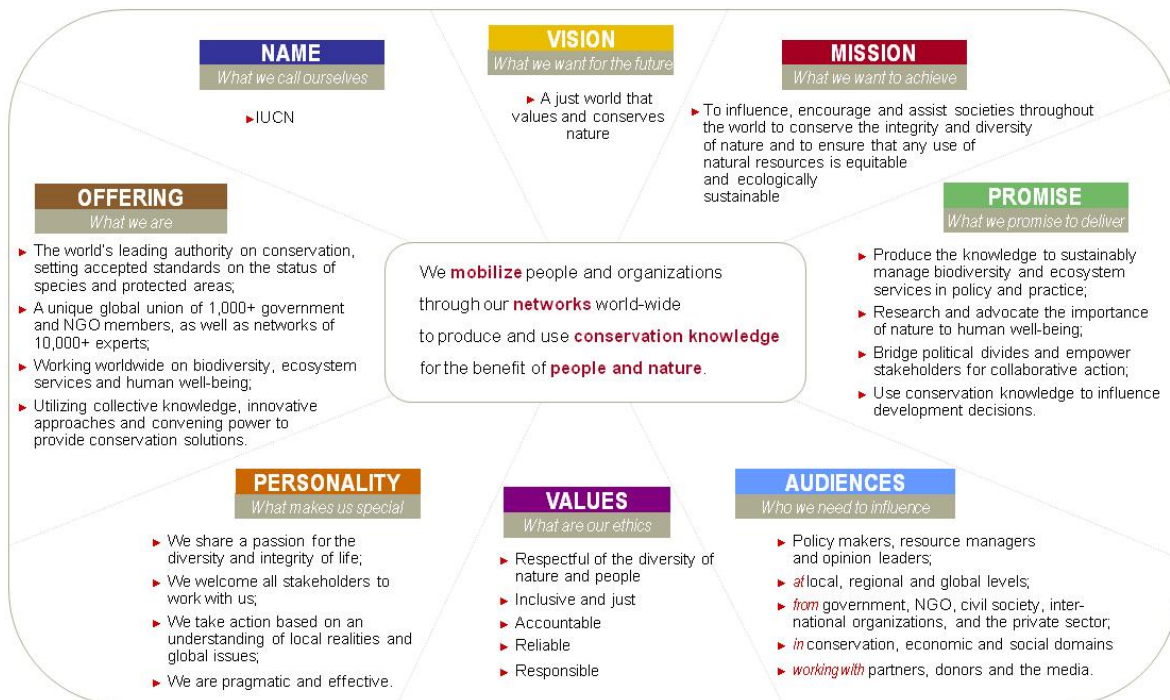 NAME
What we call ourselves
►IUCN
VISION
What we want for the future
► A just world that
values and conserves
nature
MISSION
What we want to achieve
► To influence, encourage and assist societies throughout
the world to conserve the integrity and diversity
of nature and to ensure that any use of
natural resources is equitable
and ecologically
sustainable
OFFERING
What we are
► The world's leading authority on conservation,
setting accepted standards on the status of
species and protected areas;
► A unique global union of 1,000+ government
and NGO members, as well as networks of
10,000+ experts;
► Working worldwide on biodiversity, ecosystem
services and human well-being;
► Utilizing collective knowledge, innovative
approaches and convening power to
provide conservation solutions.
We mobilize people and organizations
through our networks world-wide
to produce and use conservation knowledge
for the benefit of people and nature.
PROMISE
What we promise to deliver
► Produce the knowledge to sustainably
manage biodiversity and ecosystem
services in policy and practice;
► Research and advocate the importance
of nature to human well-being;
► Bridge political divides and empower
stakeholders for collaborative action;
► Use conservation knowledge to influence
development decisions.
PERSONALITY
What makes us special
► We share a passion for the
diversity and integrity of life;
► We welcome all stakeholders to
work with us;
► We take action based on an
understanding of local realities and
global issues;
► We are pragmatic and effective.
VALUES
What are our ethics
► Respectful of the diversity of
nature and people
► Inclusive and just
► Accountable
► Reliable
► Responsible
AUDIENCES
Who we need to influence
► Policy makers, resource managers
and opinion leaders;
► at local, regional and global levels;
► from government, NGO, civil society, inter-
national organizations, and the private sector;
► in conservation, economic and social domains
► working with partners, donors and the media.